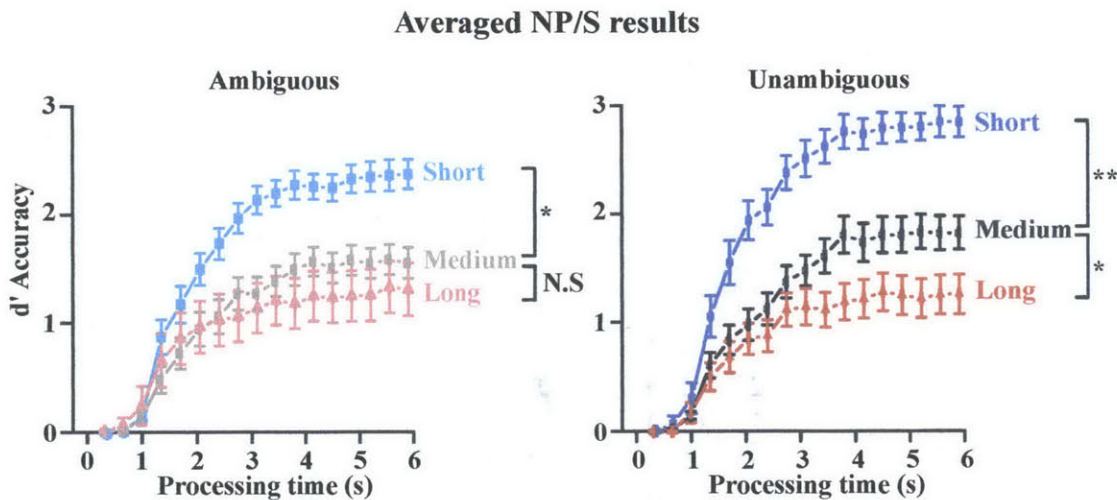 Averaged NP/S results
Ambiguous
3
2
1
0
d' Accuracy
Short
Medium
Long
*
N.S
0 1 2 3 4 5 6
Processing time (s)
Unambiguous
3
2
1
0
Short
Medium
Long
**
*
0 1 2 3 4 5 6
Processing time (s)